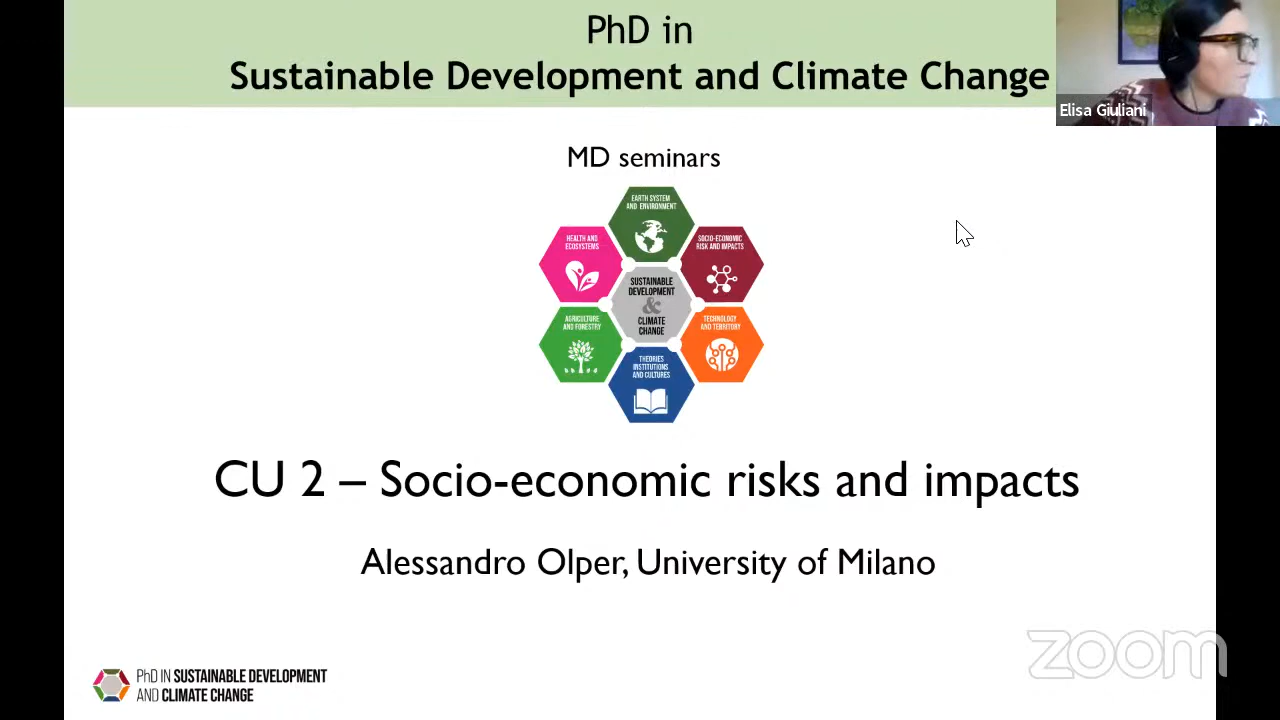 PhD in
Sustainable Development and Climate Change
Elisa Giuliani
MD seminars
EARTH SYSTEM
AND ENVIRONMENT
HEALTH AND
ECOSYSTEMS
SOCIO-ECONOMIC
RISK AND IMPACTS
SUSTAINABLE
DEVELOPMENT
&
CLIMATE
CHANGE
AGRICULTURE
AND FORESTRY
TECHNOLOGY
AND TERRITORY
THEORIES
INSTITUTIONS
AND CULTURES
CU 2 – Socio-economic risks and impacts
Alessandro Olper, University of Milano
zoom
PhD IN SUSTAINABLE DEVELOPMENT
AND CLIMATE CHANGE